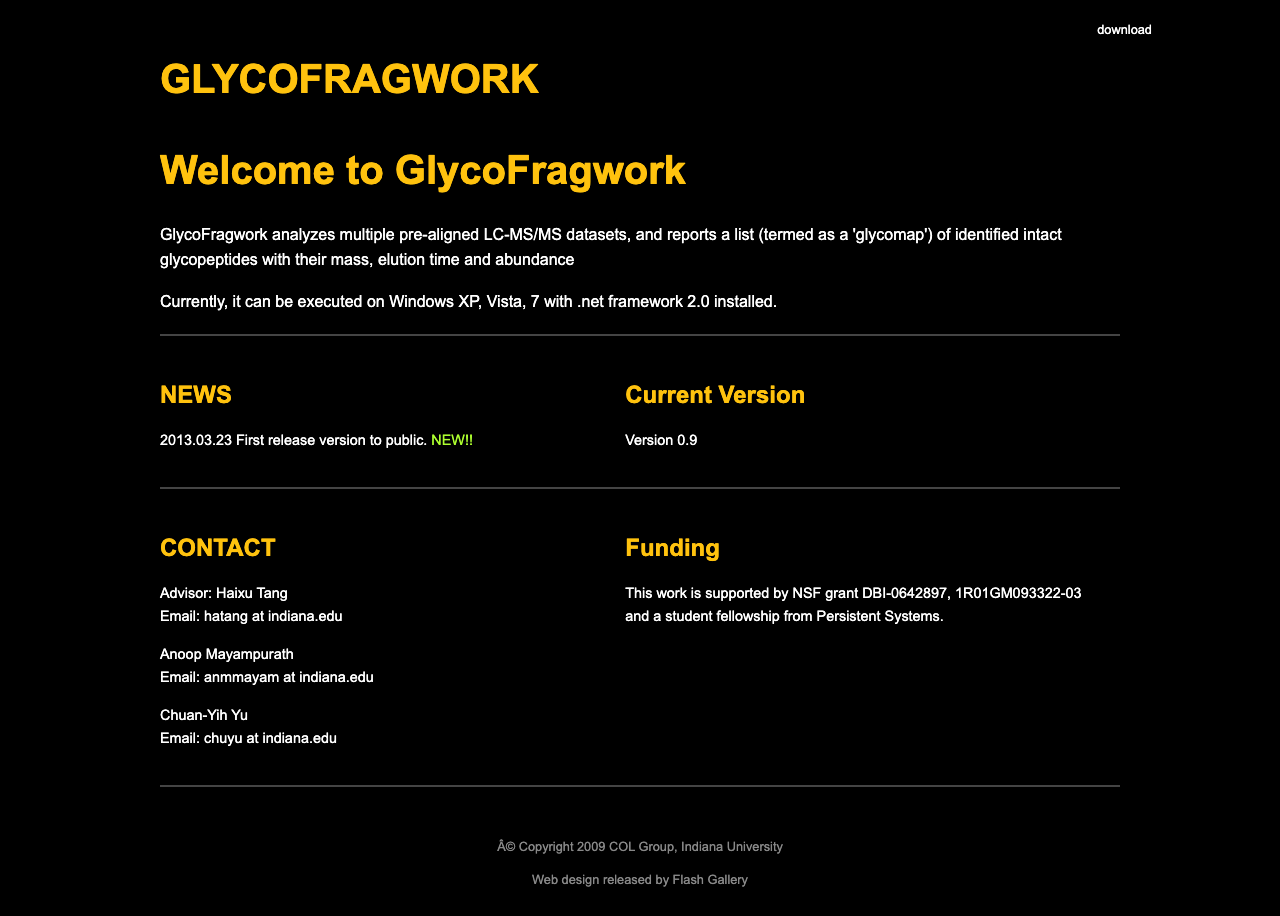 download
GLYCOFRAGWORK
Welcome to GlycoFragwork
GlycoFragwork analyzes multiple pre-aligned LC-MS/MS datasets, and reports a list (termed as a 'glycomap') of identified intact
glycopeptides with their mass, elution time and abundance
Currently, it can be executed on Windows XP, Vista, 7 with .net framework 2.0 installed.
NEWS
2013.03.23 First release version to public. NEW!!
Current Version
Version 0.9
CONTACT
Advisor: Haixu Tang
Email: hatang at indiana.edu
Anoop Mayampurath
Email: anmmayam at indiana.edu
Chuan-Yih Yu
Email: chuyu at indiana.edu
Funding
This work is supported by NSF grant DBI-0642897, 1R01GM093322-03
and a student fellowship from Persistent Systems.
Â© Copyright 2009 COL Group, Indiana University
Web design released by Flash Gallery